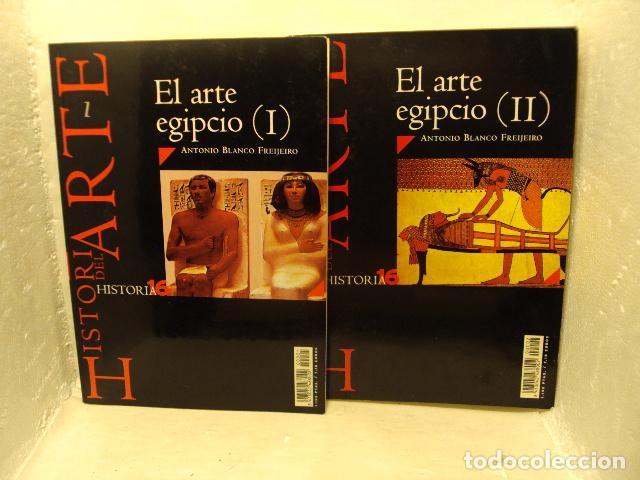 HISTORIA
DEL
ARTE
1
El arte
egipcio (I)
ANTONIO BLANCO FREIJEIRO
HISTORIA 16
ARTE
El arte
egipcio (II)
ANTONIO BLANCO FREIJEIRO
HISTORIA 16
H
todocoleccion